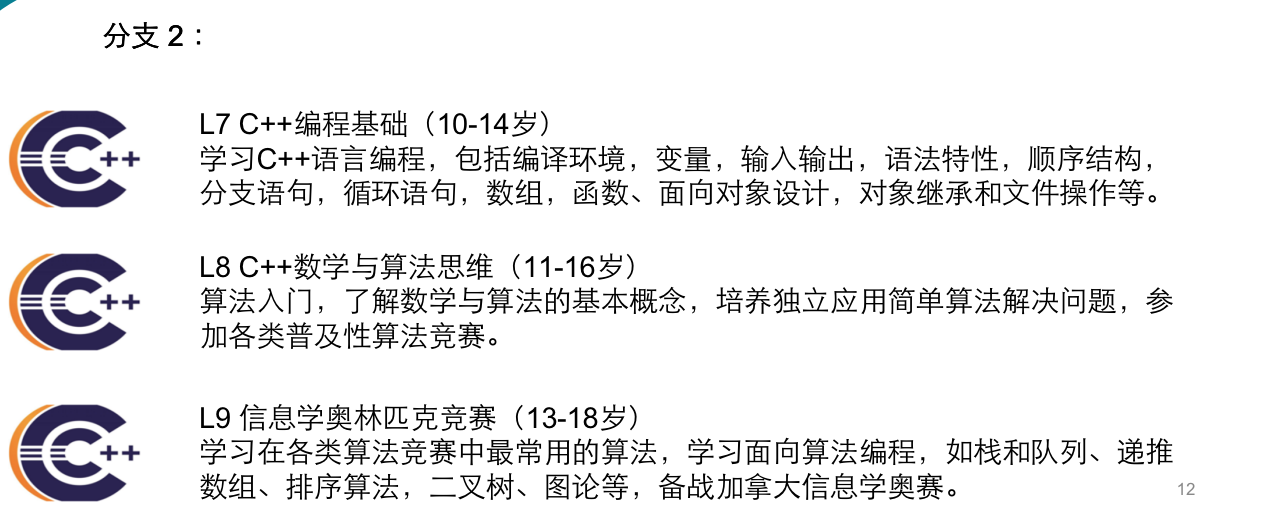 分支 2：
L7 C++编程基础（10-14岁）
学习C++语言编程，包括编译环境，变量，输入输出，语法特性，顺序结构，
分支语句，循环语句，数组，函数、面向对象设计，对象继承和文件操作等。
L8 C++数学与算法思维（11-16岁）
算法入门，了解数学与算法的基本概念，培养独立应用简单算法解决问题，参
加各类普及性算法竞赛。
L9 信息学奥林匹克竞赛（13-18岁）
学习在各类算法竞赛中最常用的算法，学习面向算法编程，如栈和队列、递推
数组、排序算法，二叉树、图论等，备战加拿大信息学奥赛。
C++
C++
C++
12